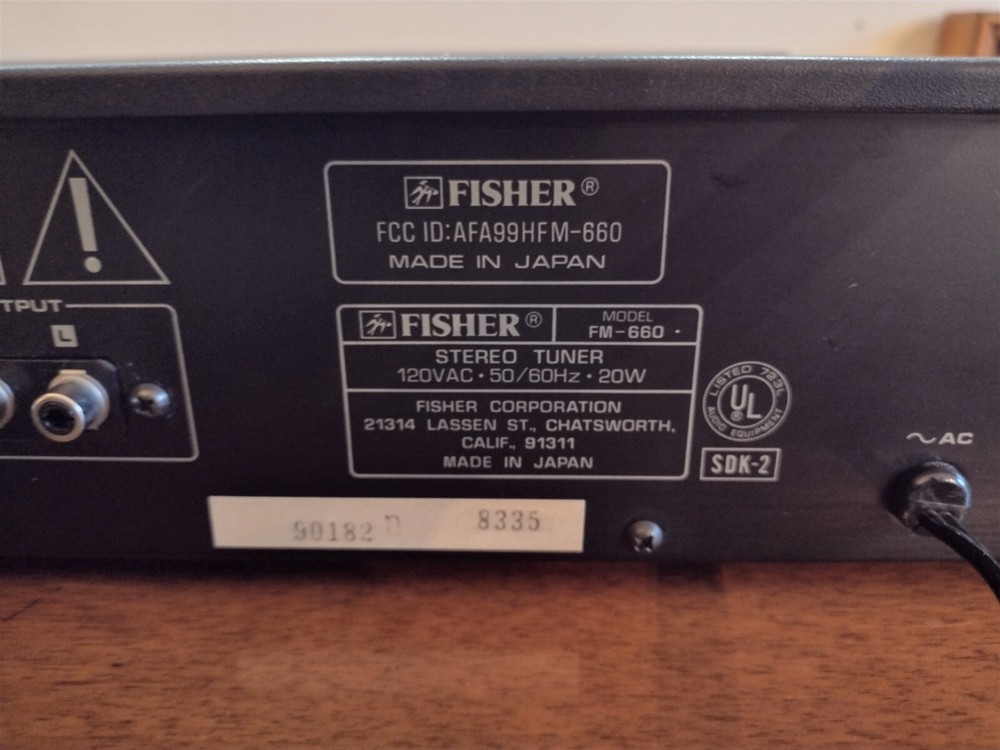 FISHER®
FCC ID:AFA99HFM-660
MADE IN JAPAN
TPUT
L
FISHER®
MODEL
FM-660 ·
STEREO TUNER
120VAC · 50/60Hz · 20W
FISHER CORPORATION
21314 LASSEN ST., CHATSWORTH,
CALIF., 91311
MADE IN JAPAN
LISTED 723L
UL
AUDIO EQUIPMENT
SDK-2
~AC
90182 D 8335